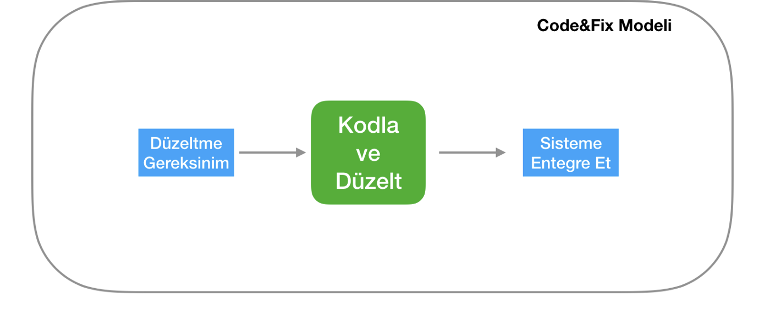 Code&Fix Modeli
Düzeltme
Gereksinim
Kodla
ve
Düzelt
Sisteme
Entegre Et